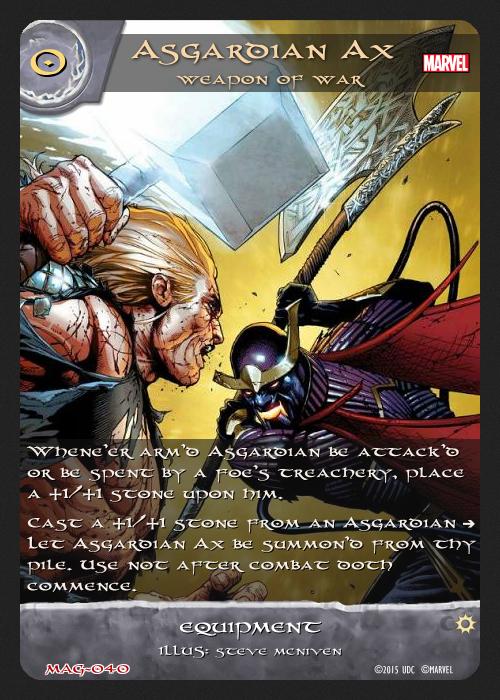 Asgardian Ax
Weapon of War
MARVEL
Whene'er arm'd Asgardian be attack'd
or be spent by a foe's treachery, place
a +1/+1 stone upon him.
Cast a +1/+1 stone from an Asgardian ➔
Let Asgardian Ax be summon'd from thy
pile. Use not after combat doth
commence.
Equipment
Illus: Steve McNiven
MAG-040
©2015 UDC ©MARVEL